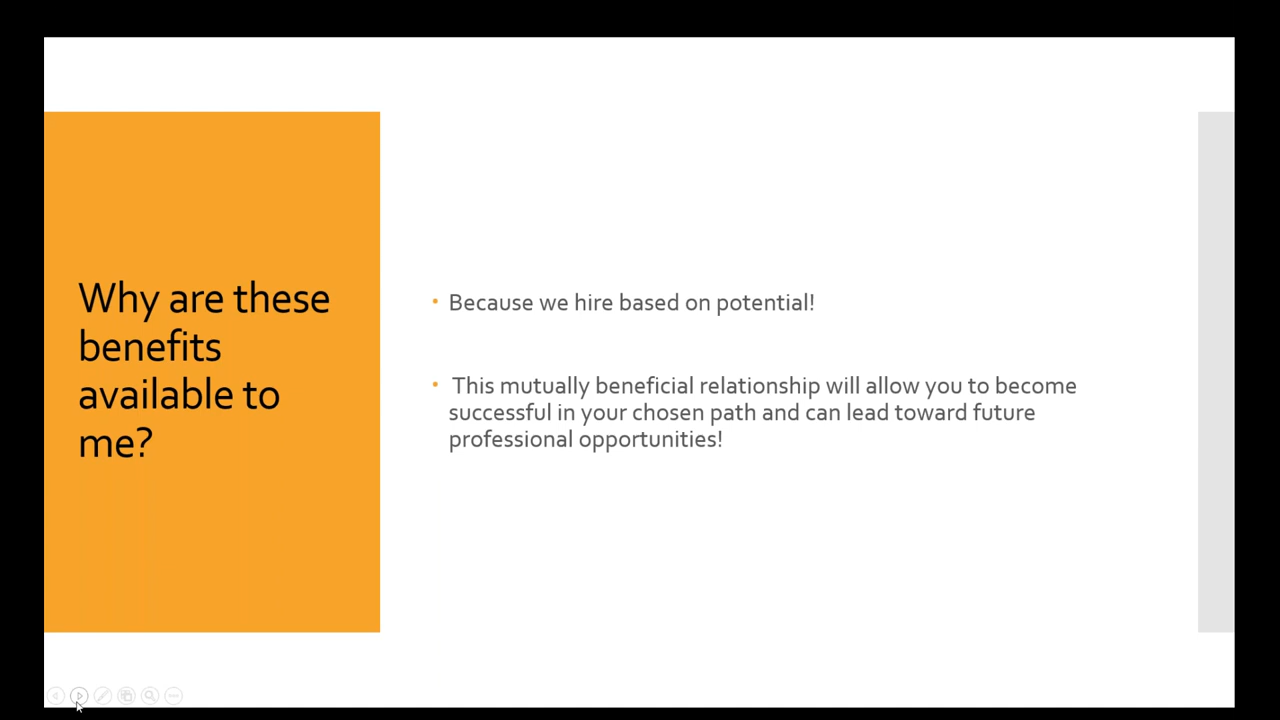 Why are these
benefits
available to
me?
• Because we hire based on potential!
• This mutually beneficial relationship will allow you to become
successful in your chosen path and can lead toward future
professional opportunities!